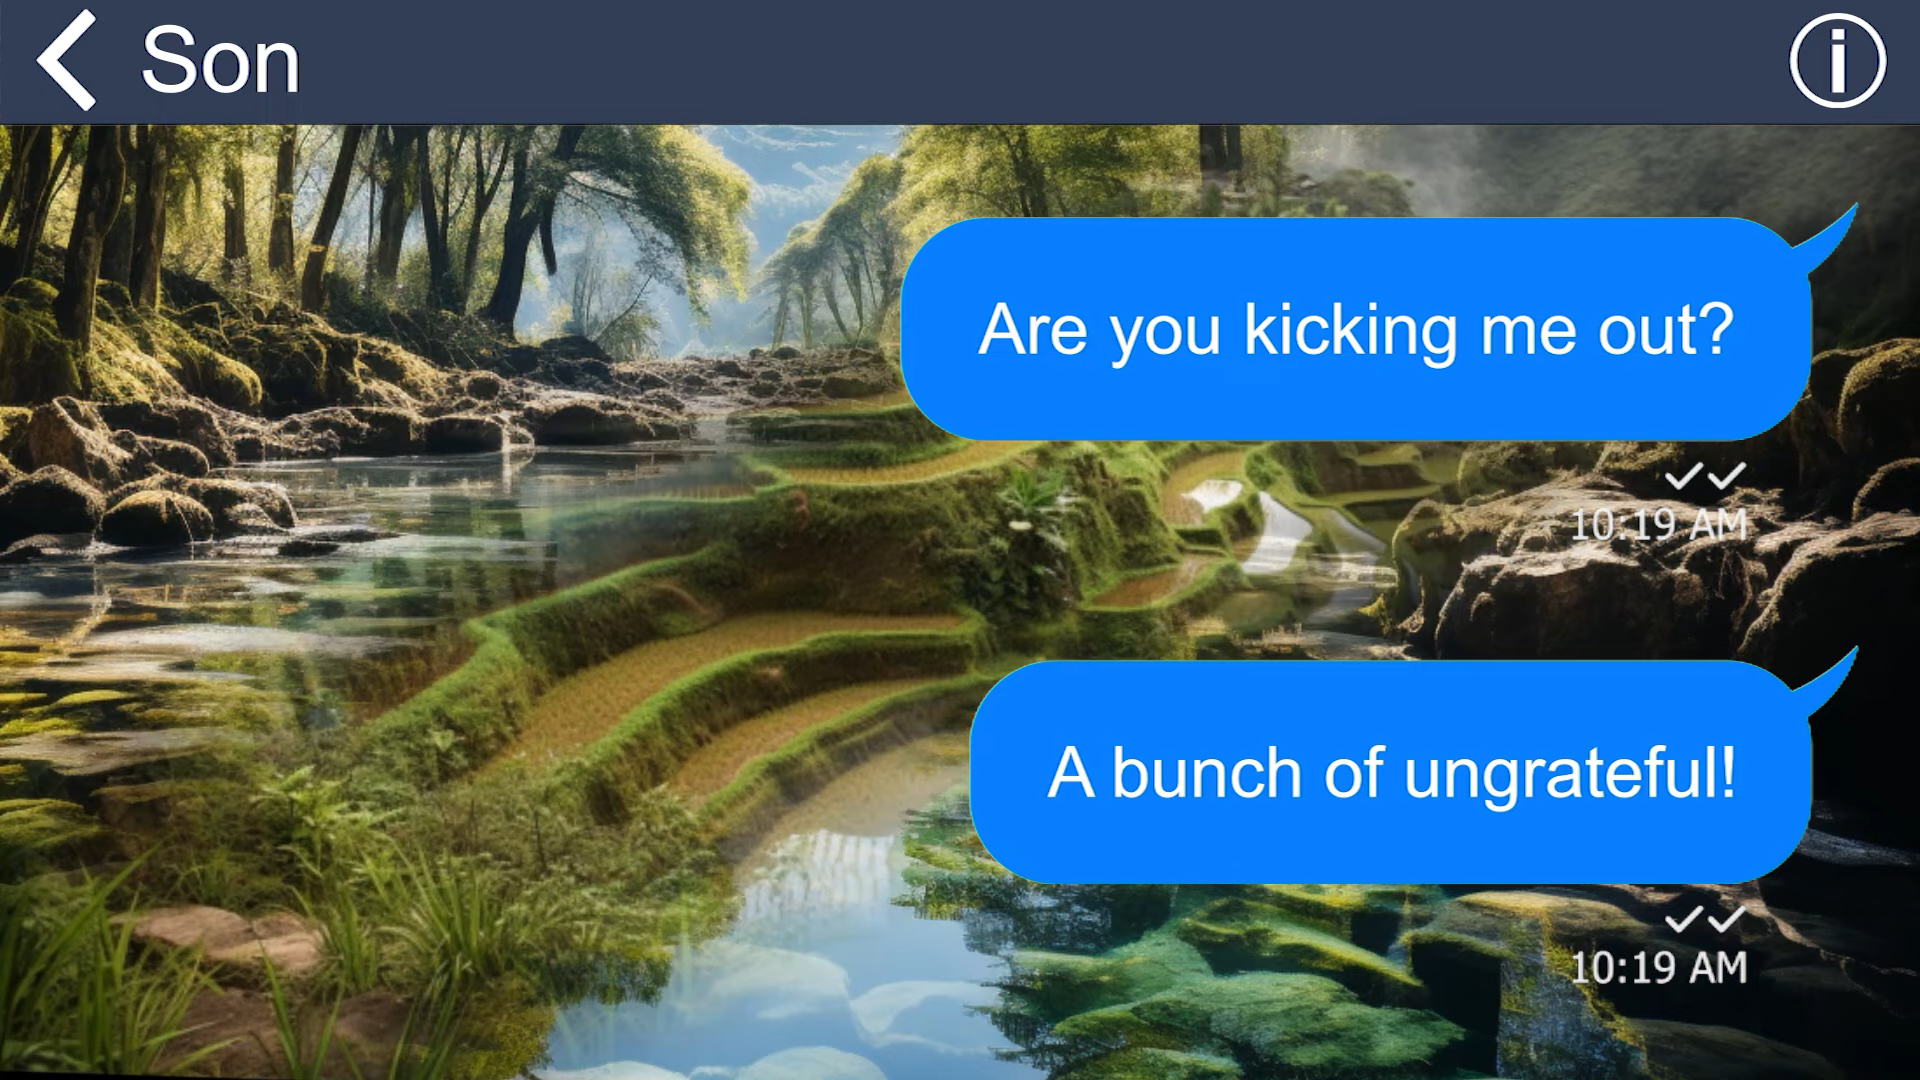 Son
Are you kicking me out?
10:19 AM
A bunch of ungrateful!
10:19 AM